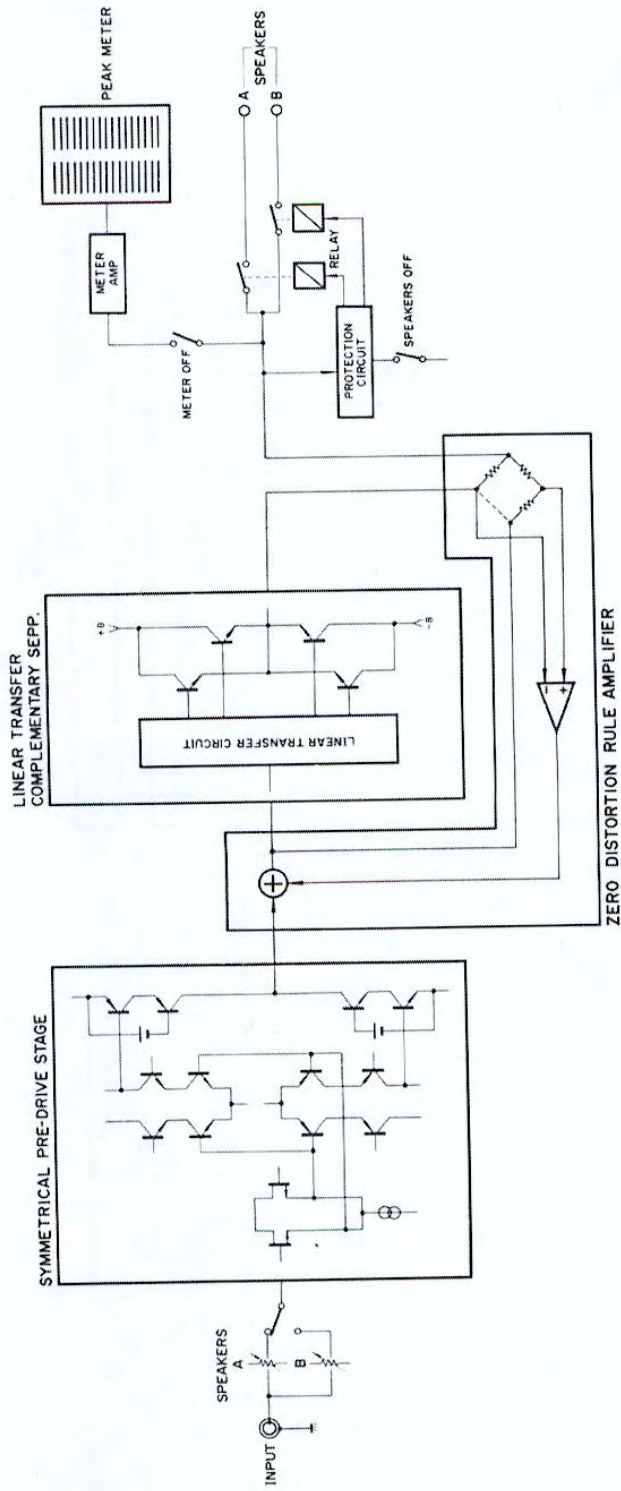 INPUT
SPEAKERS
A
B
SYMMETRICAL PRE-DRIVE STAGE
LINEAR TRANSFER
COMPLEMENTARY SEPP.
LINEAR TRANSFER CIRCUIT
+B
-B
ZERO DISTORTION RULE AMPLIFIER
+
-
+
METER OFF
METER
AMP
PEAK METER
PROTECTION
CIRCUIT
RELAY
SPEAKERS OFF
SPEAKERS
A
B